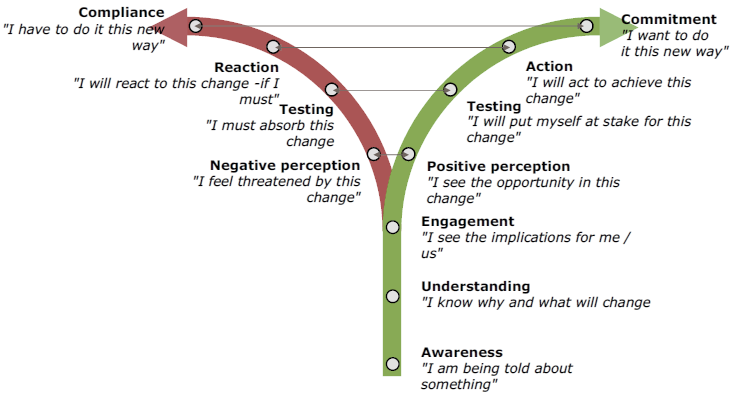 Compliance
"I have to do it this new
way"
Commitment
"I want to do
it this new way"
Reaction
"I will react to this change -if I
must"
Action
"I will act to achieve this
change"
Testing
"I must absorb this
change
Testing
"I will put myself at stake for this
change"
Negative perception
"I feel threatened by this
change"
Positive perception
"I see the opportunity in this
change"
Engagement
"I see the implications for me /
us"
Understanding
"I know why and what will change
Awareness
"I am being told about
something"